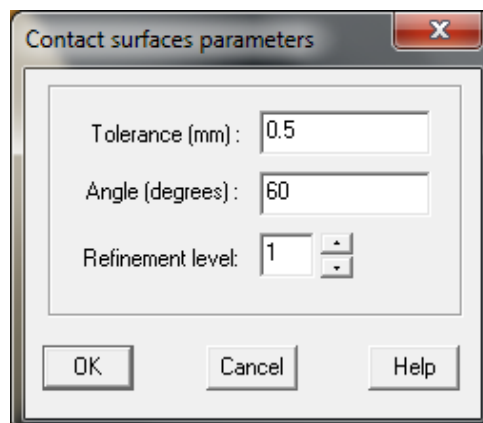 Contact surfaces parameters
x
Tolerance (mm) : 0.5
Angle (degrees) : 60
Refinement level: 1
OK Cancel Help